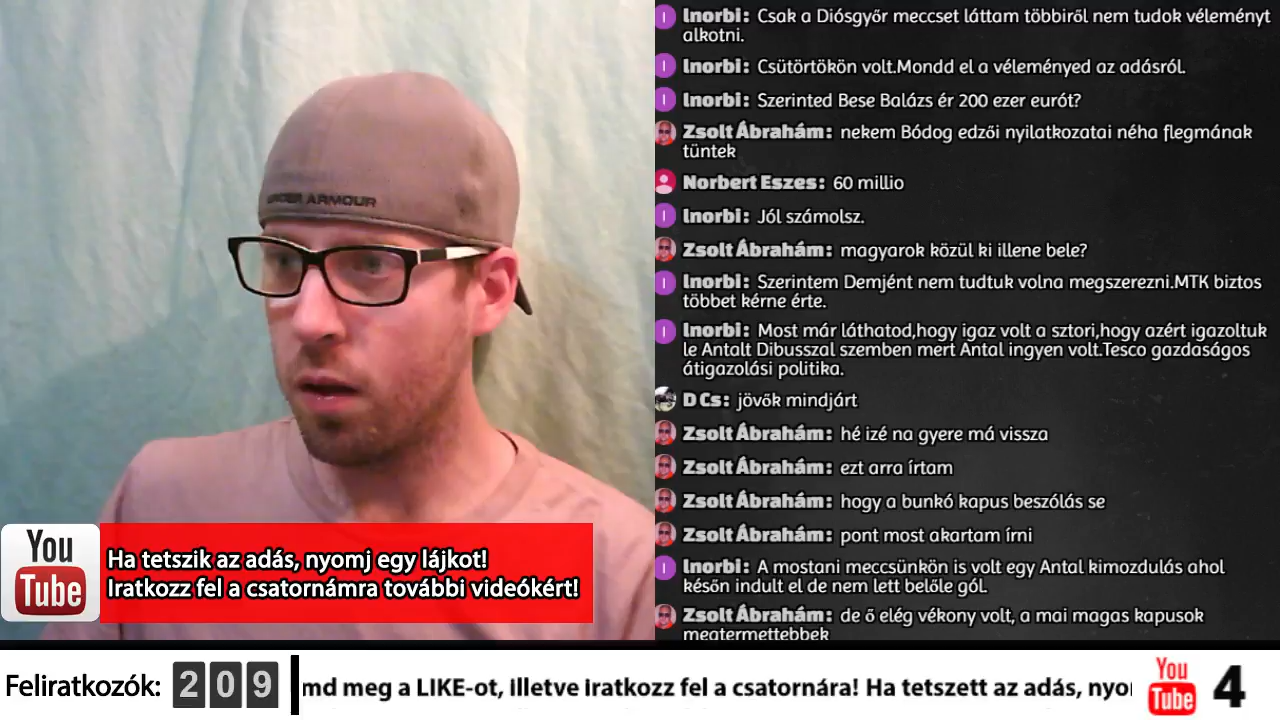 Inorbi: Csak a Diósgyőr meccset láttam többiről nem tudok véleményt
alkotni.
Inorbi: Csütörtökön volt.Mondd el a véleményed az adásról.
Inorbi: Szerinted Bese Balázs ér 200 ezer eurót?
Zsolt Ábrahám: nekem Bódog edzői nyilatkozatai néha flegmának
tüntek
Norbert Eszes: 60 millio
Inorbi: Jól számolsz.
Zsolt Ábrahám: magyarok közül ki illene bele?
Inorbi: Szerintem Demjént nem tudtuk volna megszerezni.MTK biztos
többet kérne érte.
Inorbi: Most már láthatod,hogy igaz volt a sztori,hogy azért igazoltuk
le Antalt Dibusszal szemben mert Antal ingyen volt.Tesco gazdaságos
átigazolási politika.
D Cs: jövők mindjárt
Zsolt Ábrahám: hé izé na gyere má vissza
Zsolt Ábrahám: ezt arra írtam
Zsolt Ábrahám: hogy a bunkó kapus beszólás se
Zsolt Ábrahám: pont most akartam írni
Inorbi: A mostani meccsünkön is volt egy Antal kimozdulás ahol
későn indult el de nem lett belőle gól.
Zsolt Ábrahám: de ő elég vékony volt, a mai magas kapusok
megtermettebbek
UNDER ARMOUR
You
Tube
Ha tetszik az adás, nyomj egy lájkot!
Iratkozz fel a csatornámra további videókért!
Feliratkozók: 209
md meg a LIKE-ot, illetve iratkozz fel a csatornára! Ha tetszett az adás, nyo
You
Tube
4